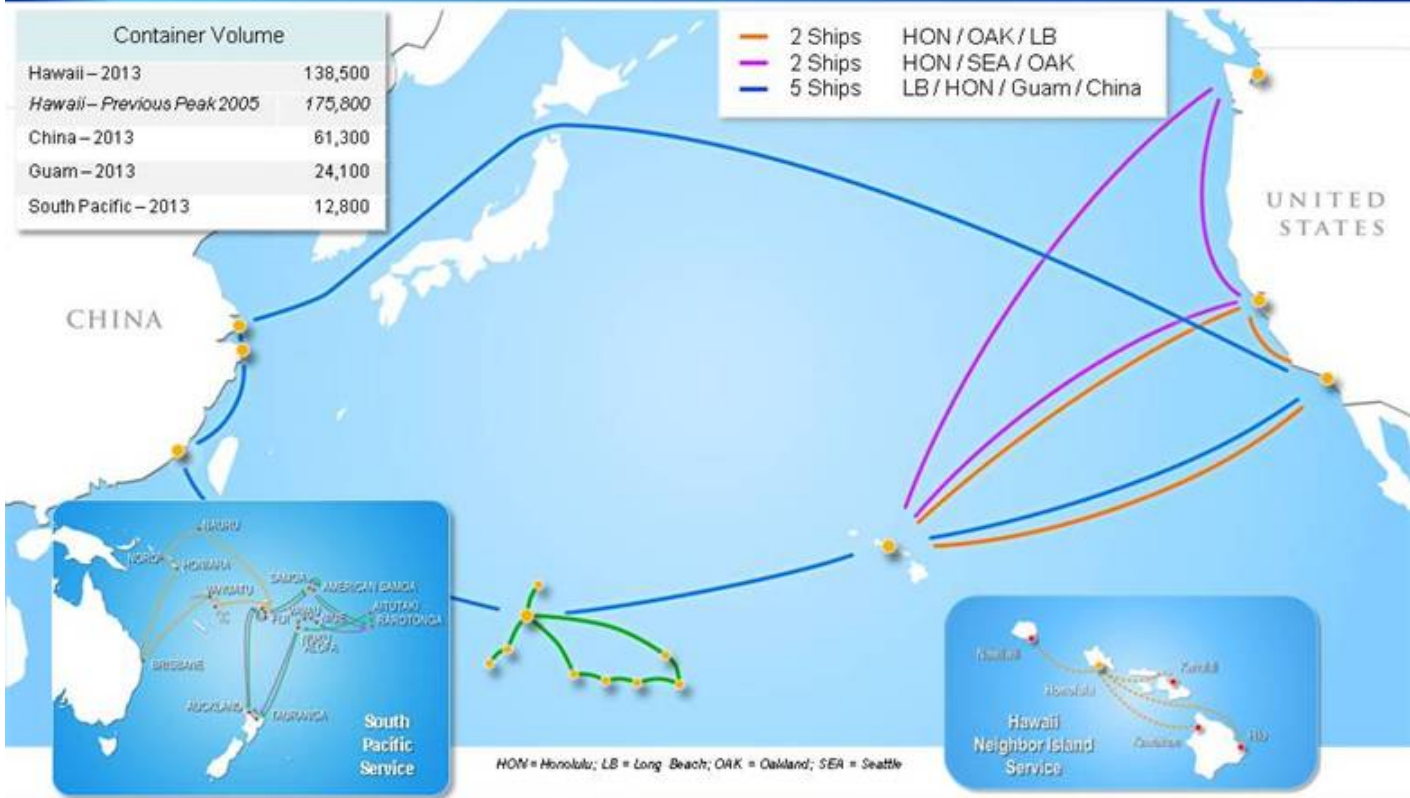 Container Volume
Hawaii – 2013 138,500
Hawaii – Previous Peak 2005 175,800
China – 2013 61,300
Guam – 2013 24,100
South Pacific – 2013 12,800
2 Ships HON / OAK / LB
2 Ships HON / SEA / OAK
5 Ships LB / HON / Guam / China
UNITED
STATES
CHINA
NAURU
HONIARA
VANUATU
SAMOA
AMERICAN SAMOA
AITUTAKI
RAROTONGA
FIJI
NIUE
NUKU
ALOFA
BRISBANE
AUCKLAND
TAURANGA
South
Pacific
Service
Nawiliwili
Honolulu
Kahului
Kawaihae
Hilo
Hawaii
Neighbor Island
Service
HON = Honolulu; LB = Long Beach; OAK = Oakland; SEA = Seattle